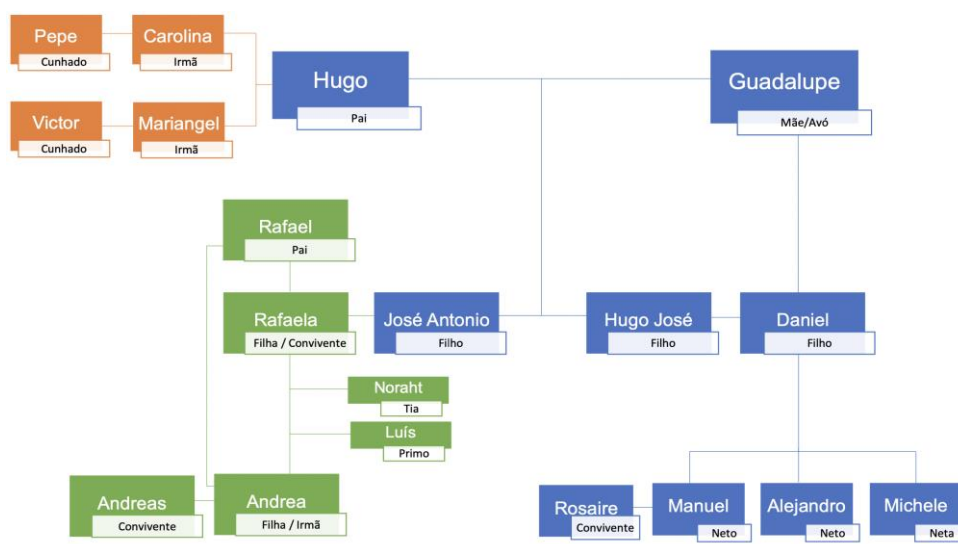 Pepe
Cunhado
Carolina
Irmã
Hugo
Pai
Guadalupe
Mãe/Avó
Victor
Cunhado
Mariangel
Irmã
Rafael
Pai
Rafaela
Filha / Convivente
José Antonio
Filho
Hugo José
Filho
Daniel
Filho
Noraht
Tia
Luís
Primo
Andreas
Convivente
Andrea
Filha / Irmã
Rosaire
Convivente
Manuel
Neto
Alejandro
Neto
Michele
Neta